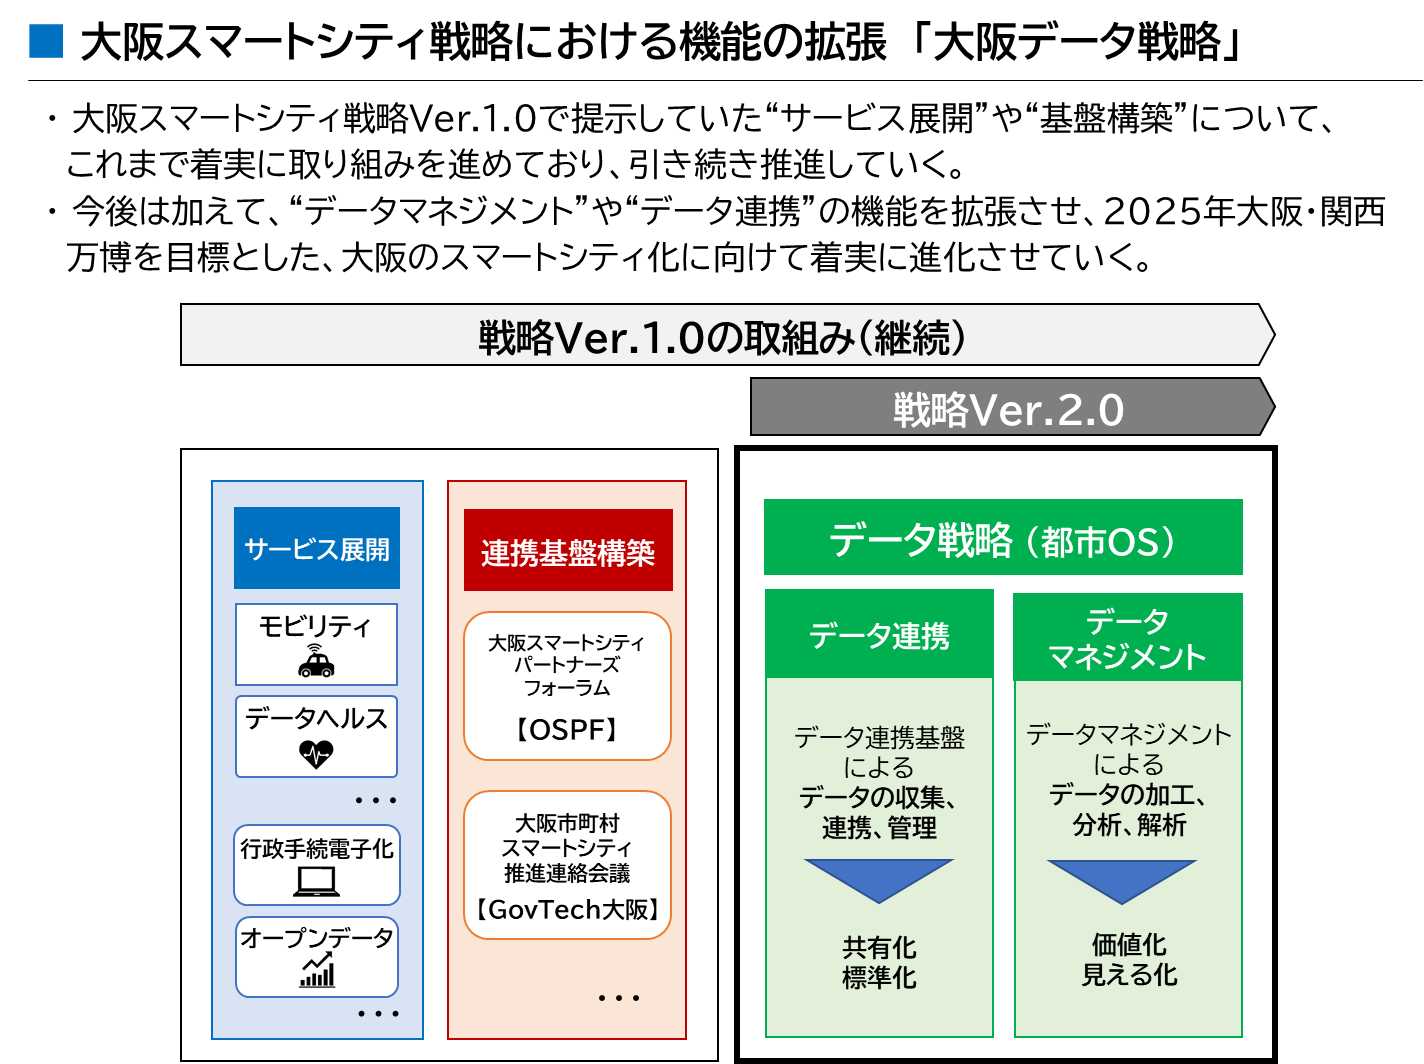 ■ 大阪スマートシティ戦略における機能の拡張「大阪データ戦略」
・ 大阪スマートシティ戦略Ver.1.0で提示していた“サービス展開”や“基盤構築”について、
これまで着実に取り組みを進めており、引き続き推進していく。
・ 今後は加えて、“データマネジメント”や“データ連携”の機能を拡張させ、2025年大阪・関西
万博を目標とした、大阪のスマートシティ化に向けて着実に進化させていく。
戦略Ver.1.0の取組み（継続）
戦略Ver.2.0
サービス展開
モビリティ
データヘルス
・・・
行政手続電子化
オープンデータ
・・・
連携基盤構築
大阪スマートシティ
パートナーズ
フォーラム
【OSPF】
大阪市町村
スマートシティ
推進連絡会議
【GovTech大阪】
・・・
データ戦略（都市OS）
データ連携
データ連携基盤
による
データの収集、
連携、管理
共有化
標準化
データ
マネジメント
データマネジメント
による
データの加工、
分析、解析
価値化
見える化